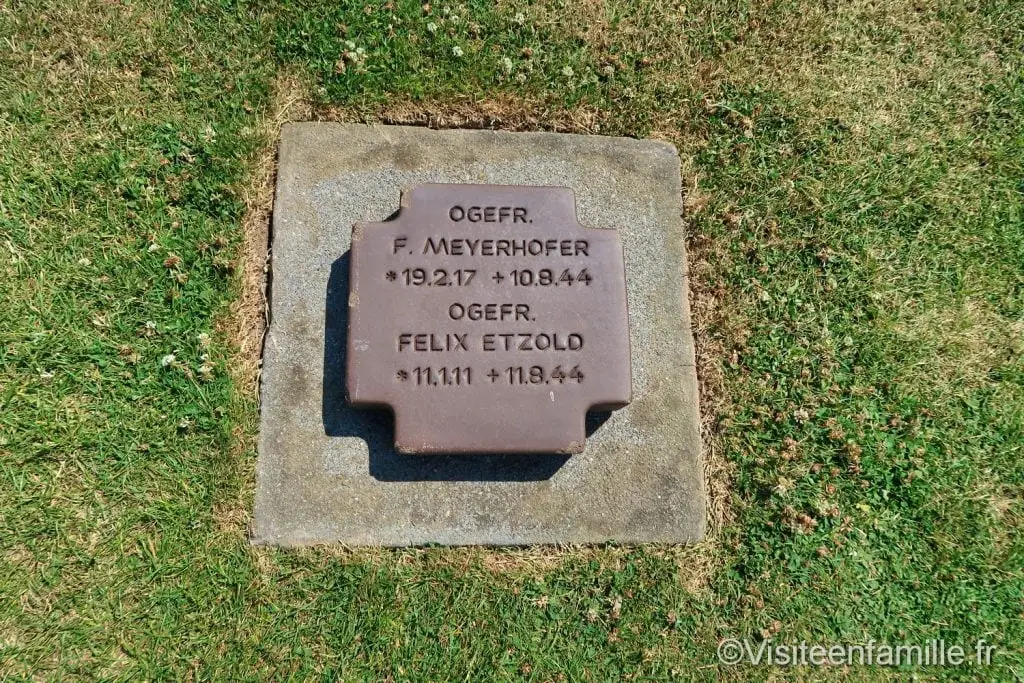 OGEFR.
F. MEYERHOFER
*19.2.17 +10.8.44
OGEFR.
FELIX ETZOLD
*11.1.11 +11.8.44
©Visiteenfamille.fr